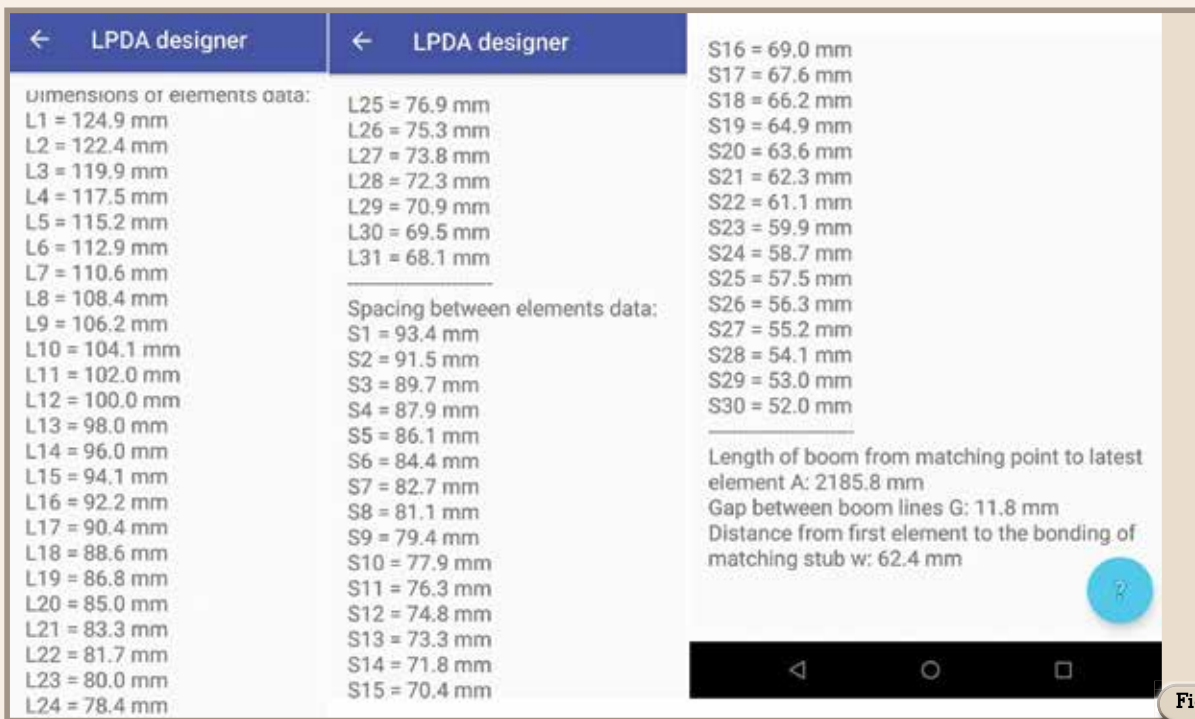 LPDA designer
Dimensions of elements data:
L1 = 124.9 mm
L2 = 122.4 mm
L3 = 119.9 mm
L4 = 117.5 mm
L5 = 115.2 mm
L6 = 112.9 mm
L7 = 110.6 mm
L8 = 108.4 mm
L9 = 106.2 mm
L10 = 104.1 mm
L11 = 102.0 mm
L12 = 100.0 mm
L13 = 98.0 mm
L14 = 96.0 mm
L15 = 94.1 mm
L16 = 92.2 mm
L17 = 90.4 mm
L18 = 88.6 mm
L19 = 86.8 mm
L20 = 85.0 mm
L21 = 83.3 mm
L22 = 81.7 mm
L23 = 80.0 mm
L24 = 78.4 mm
LPDA designer
L25 = 76.9 mm
L26 = 75.3 mm
L27 = 73.8 mm
L28 = 72.3 mm
L29 = 70.9 mm
L30 = 69.5 mm
L31 = 68.1 mm
Spacing between elements data:
S1 = 93.4 mm
S2 = 91.5 mm
S3 = 89.7 mm
S4 = 87.9 mm
S5 = 86.1 mm
S6 = 84.4 mm
S7 = 82.7 mm
S8 = 81.1 mm
S9 = 79.4 mm
S10 = 77.9 mm
S11 = 76.3 mm
S12 = 74.8 mm
S13 = 73.3 mm
S14 = 71.8 mm
S15 = 70.4 mm
S16 = 69.0 mm
S17 = 67.6 mm
S18 = 66.2 mm
S19 = 64.9 mm
S20 = 63.6 mm
S21 = 62.3 mm
S22 = 61.1 mm
S23 = 59.9 mm
S24 = 58.7 mm
S25 = 57.5 mm
S26 = 56.3 mm
S27 = 55.2 mm
S28 = 54.1 mm
S29 = 53.0 mm
S30 = 52.0 mm
Length of boom from matching point to latest
element A: 2185.8 mm
Gap between boom lines G: 11.8 mm
Distance from first element to the bonding of
matching stub w: 62.4 mm
?
Fi